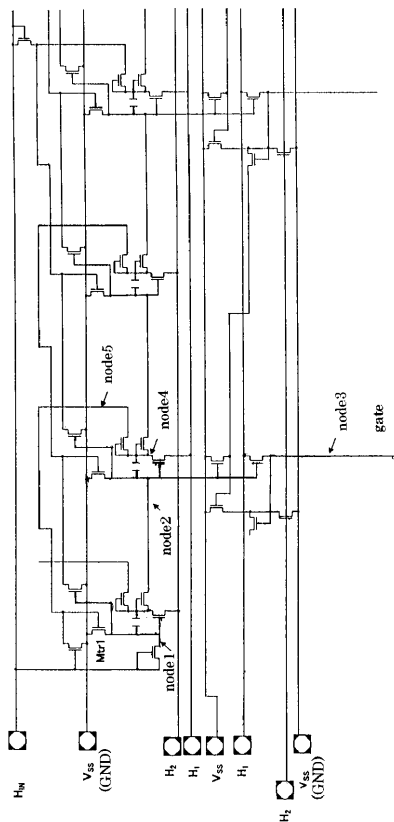 H_IN
V_SS
(GND)
H_2
H_1
V_SS
H_1
H_2
V_SS
(GND)
Mtr1
node1
node2
node3
node4
node5
gate